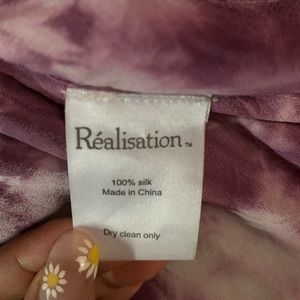 Réalisation™
100% silk
Made in China
Dry clean only